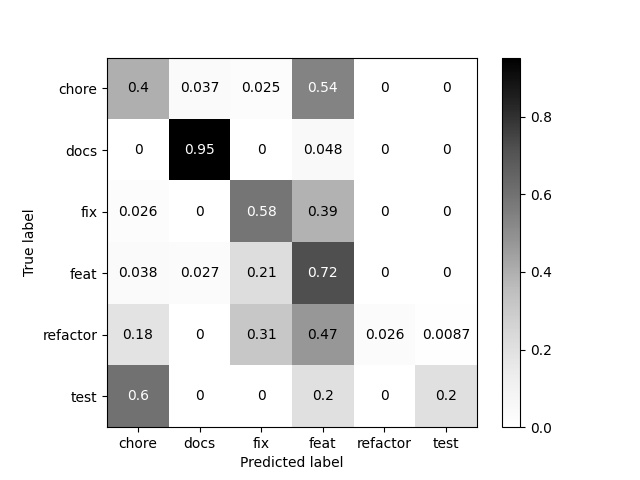 chore 0.4 0.037 0.025 0.54 0 0
docs 0 0.95 0 0.048 0 0
fix 0.026 0 0.58 0.39 0 0
feat 0.038 0.027 0.21 0.72 0 0
refactor 0.18 0 0.31 0.47 0.026 0.0087
test 0.6 0 0 0.2 0 0.2
chore docs fix feat refactor test
Predicted label
True label
0.8
0.6
0.4
0.2
0.0